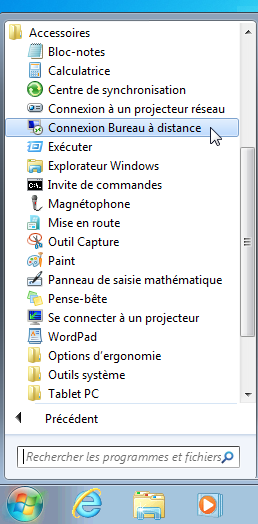 Accessoires
Bloc-notes
Calculatrice
Centre de synchronisation
Connexion à un projecteur réseau
Connexion Bureau à distance
Exécuter
Explorateur Windows
Invite de commandes
Magnétophone
Mise en route
Outil Capture
Paint
Panneau de saisie mathématique
Pense-bête
Se connecter à un projecteur
WordPad
Options d'ergonomie
Outils système
Tablet PC
Précédent
Rechercher les programmes et fichiers